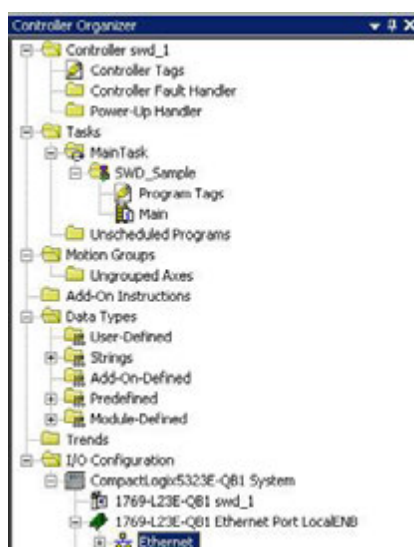 Controller Organizer
Controller swd_1
Controller Tags
Controller Fault Handler
Power-Up Handler
Tasks
MainTask
SWD_Sample
Program Tags
Main
Unscheduled Programs
Motion Groups
Ungrouped Axes
Add-On Instructions
Data Types
User-Defined
Strings
Add-On-Defined
Predefined
Module-Defined
Trends
I/O Configuration
CompactLogix5323E-QB1 System
1769-L23E-QB1 swd_1
1769-L23E-QB1 Ethernet Port LocalENB
Ethernet